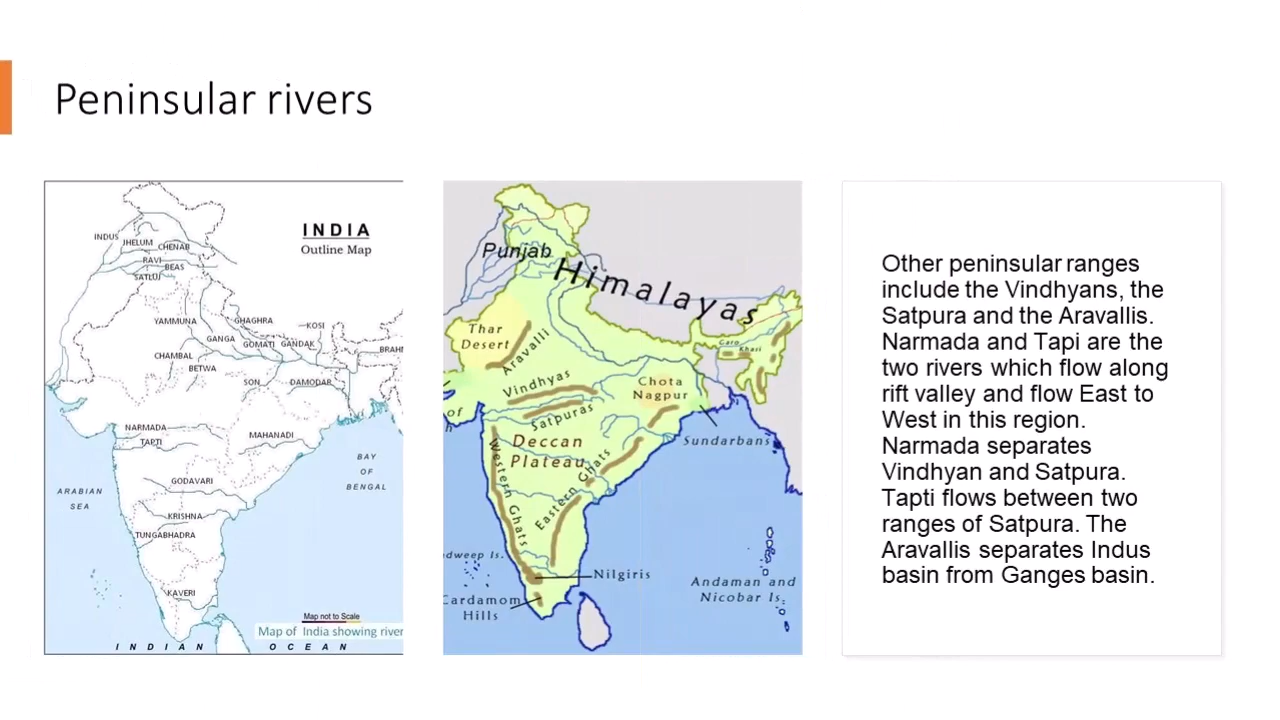 Peninsular rivers
INDIA
Outline Map
INDUS
JHELUM
CHENAB
RAVI
BEAS
SATLUJ
YAMMUNA
GHAGHRA
KOSI
GANGA
GOMATI
GANDAK
BRAHM
CHAMBAL
BETWA
SON
DAMODAR
NARMADA
TAPTI
MAHANADI
BAY
OF
BENGAL
GODAVARI
ARABIAN
SEA
KRISHNA
TUNGABHADRA
KAVERI
Map not to Scale
Map of India showing river
INDIAN OCEAN
Punjab
Himalayas
Thar
Desert
Aravalli
Garo
Khasi
Vindhyas
Chota
Nagpur
Satpuras
of
h
Deccan
Plateau
Sundarbans
Western Ghats
Eastern Ghats
dweep Is.
Nilgiris
Cardamom
Hills
Andaman and
Nicobar Is.
Other peninsular ranges
include the Vindhyans, the
Satpura and the Aravallis.
Narmada and Tapi are the
two rivers which flow along
rift valley and flow East to
West in this region.
Narmada separates
Vindhyan and Satpura.
Tapti flows between two
ranges of Satpura. The
Aravallis separates Indus
basin from Ganges basin.